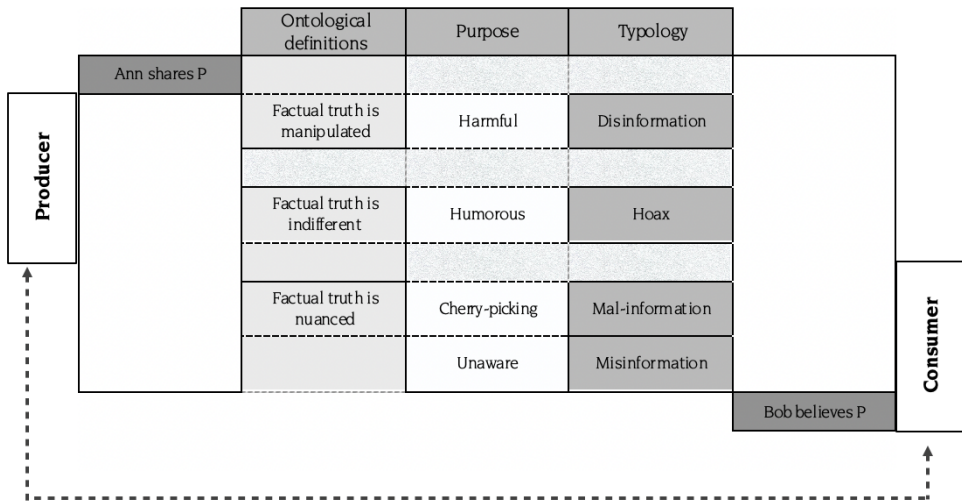 Ontological
definitions
Purpose
Typology
Ann shares P
Producer
Factual truth is
manipulated
Harmful
Disinformation
Factual truth is
indifferent
Humorous
Hoax
Factual truth is
nuanced
Cherry-picking
Mal-information
Unaware
Misinformation
Consumer
Bob believes P